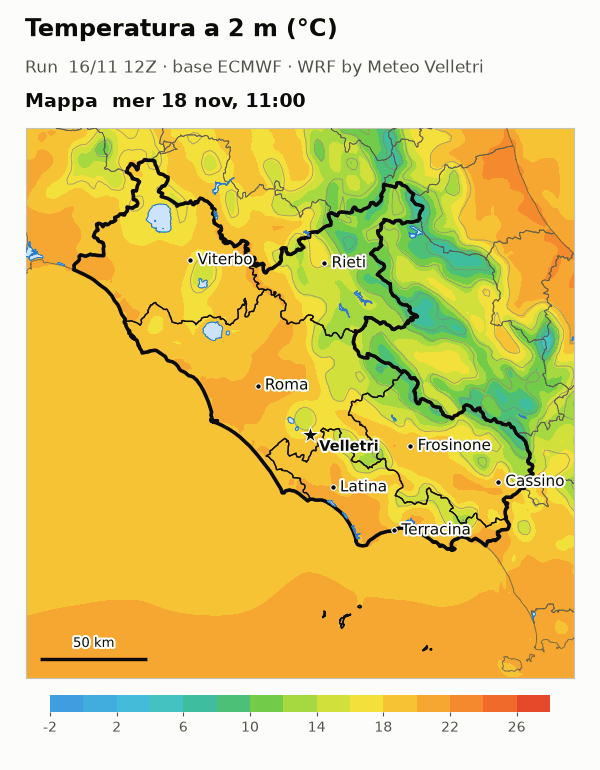 Temperatura a 2 m (°C)
Run  16/11 12Z · base ECMWF · WRF by Meteo Velletri
Mappa  mer 18 nov, 11:00
Viterbo
Rieti
Roma
Velletri
Frosinone
Cassino
Latina
Terracina
50 km
-2 2 6 10 14 18 22 26